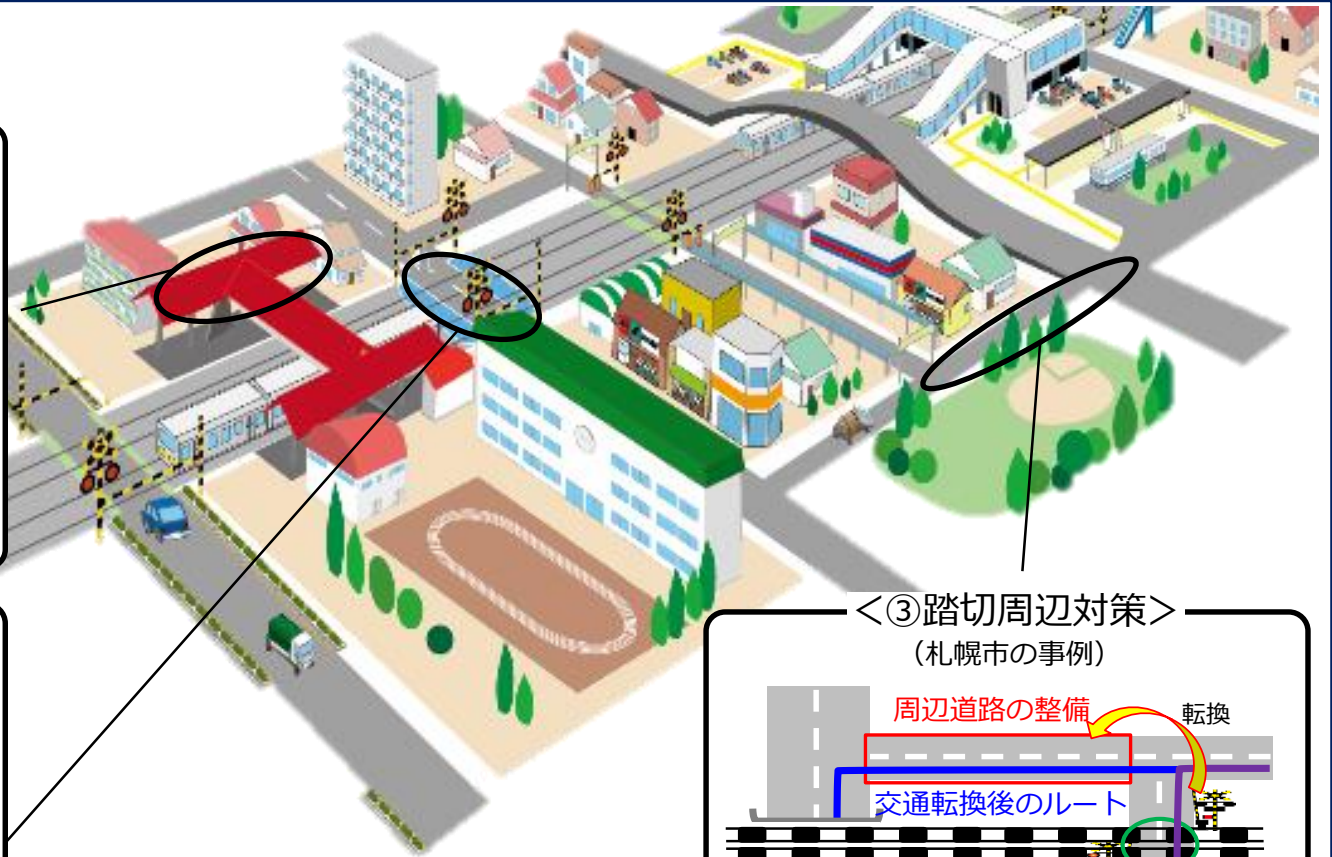 <③踏切周辺対策>
(札幌市の事例)
周辺道路の整備
転換
交通転換後のルート